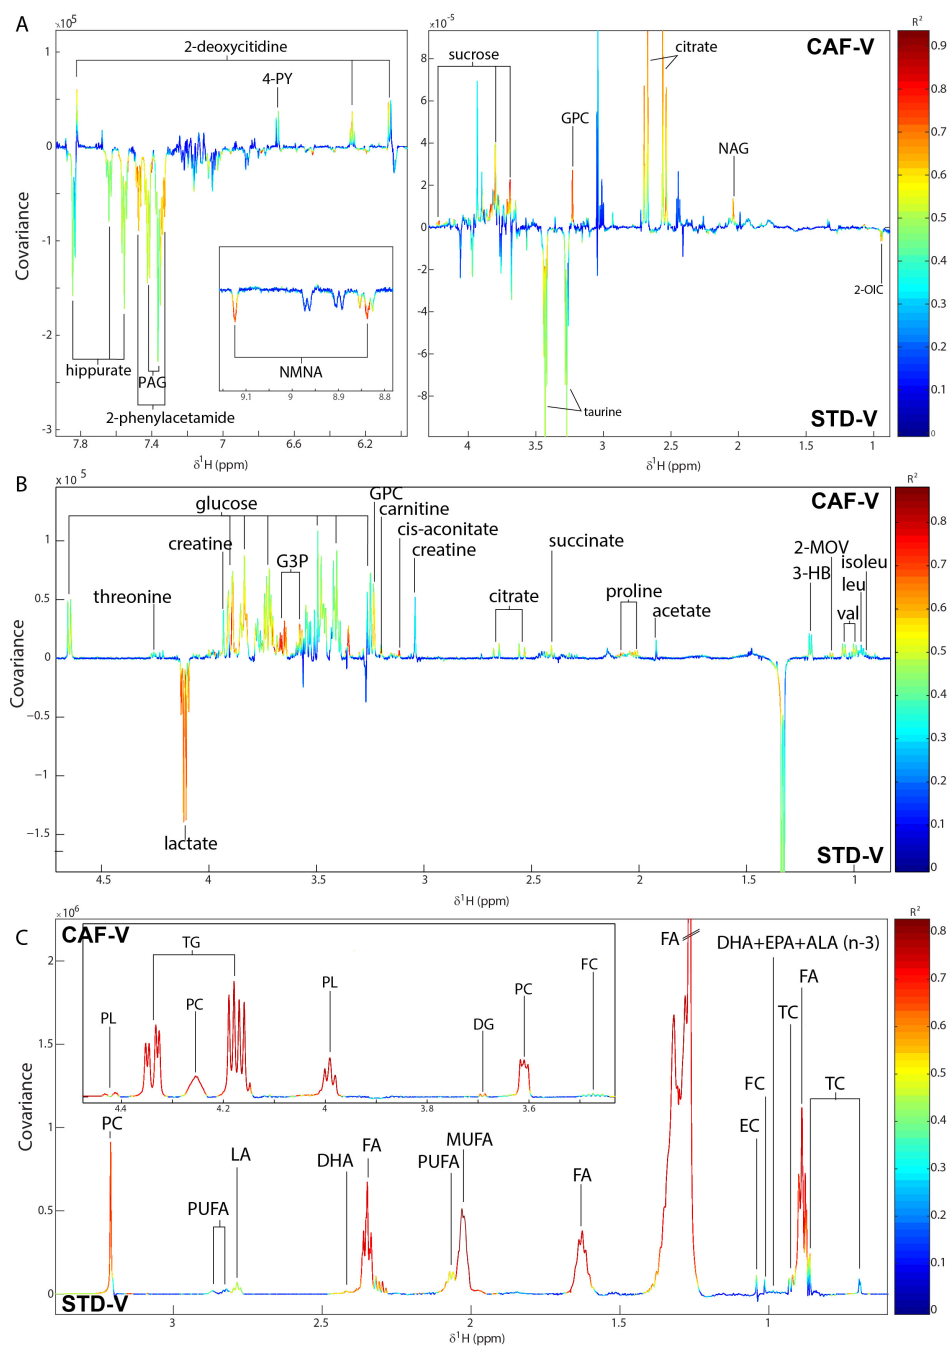 A
×10⁵
2-deoxycitidine
4-PY
1
0
-1
-2
-3
Covariance
hippurate
PAG
2-phenylacetamide
NMNA
9.1
9
8.9
8.8
7.8
7.4
7
6.6
6.2
δ¹H (ppm)
×10⁻⁵
CAF-V
sucrose
citrate
GPC
NAG
2-OIC
taurine
STD-V
8
6
4
2
0
-2
-4
-6
-8
4
3.5
3
2.5
2
1.5
1
δ¹H (ppm)
R²
0.9
0.8
0.7
0.6
0.5
0.4
0.3
0.2
0.1
0
B
x 10⁵
CAF-V
glucose
GPC
carnitine
cis-aconitate
creatine
creatine
G3P
threonine
succinate
citrate
proline
acetate
2-MOV
3-HB
isoleu
leu
val
lactate
STD-V
1
0.5
0
−0.5
−1
−1.5
Covariance
4.5
4
3.5
3
2.5
2
1.5
1
δ¹H (ppm)
R²
0.8
0.7
0.6
0.5
0.4
0.3
0.2
0.1
0
C
×10⁶
CAF-V
TG
PL
PC
PL
DG
PC
FC
4.4
4.2
4
3.8
3.6
FA
DHA+EPA+ALA (n-3)
FA
TC
FC
TC
EC
PC
PUFA
LA
DHA
FA
PUFA
MUFA
FA
STD-V
2
1.5
1
0.5
0
Covariance
3
2.5
2
1.5
1
δ¹H (ppm)
R²
0.8
0.7
0.6
0.5
0.4
0.3
0.2
0.1
0